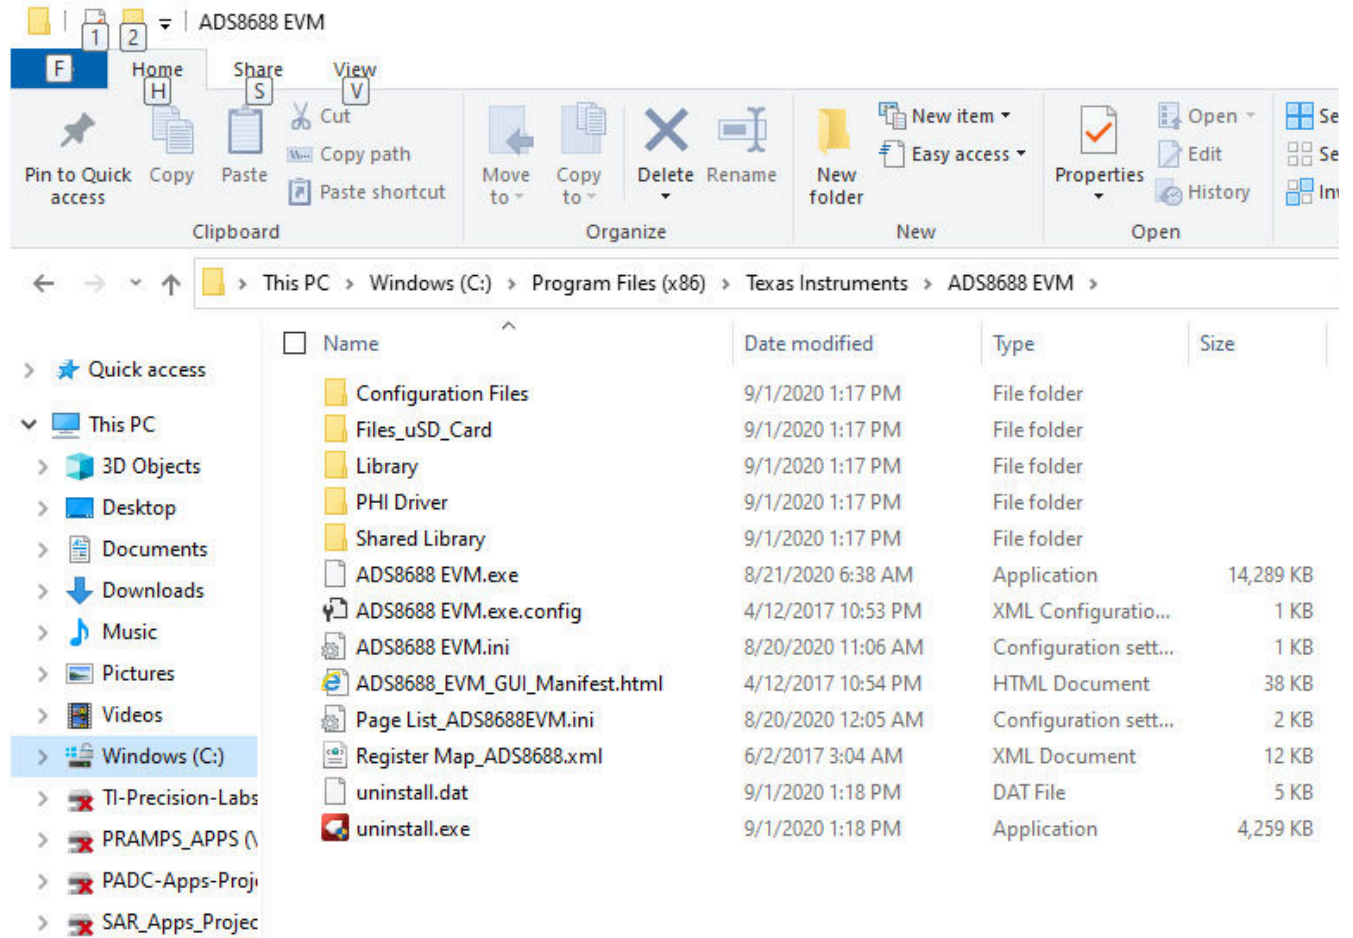 ADS8688 EVM
1 2
F Home Share View
H S V
Pin to Quick access
Copy
Paste
Cut
Copy path
Paste shortcut
Clipboard
Move to
Copy to
Delete
Rename
Organize
New folder
New item
Easy access
New
Properties
Open
Edit
History
Open
Se
Se
Inv
This PC > Windows (C:) > Program Files (x86) > Texas Instruments > ADS8688 EVM >
Name Date modified Type Size
Quick access
This PC
3D Objects
Desktop
Documents
Downloads
Music
Pictures
Videos
Windows (C:)
TI-Precision-Labs
PRAMPS_APPS (\
PADC-Apps-Proj
SAR_Apps_Projec
Configuration Files 9/1/2020 1:17 PM File folder
Files_uSD_Card 9/1/2020 1:17 PM File folder
Library 9/1/2020 1:17 PM File folder
PHI Driver 9/1/2020 1:17 PM File folder
Shared Library 9/1/2020 1:17 PM File folder
ADS8688 EVM.exe 8/21/2020 6:38 AM Application 14,289 KB
ADS8688 EVM.exe.config 4/12/2017 10:53 PM XML Configuratio... 1 KB
ADS8688 EVM.ini 8/20/2020 11:06 AM Configuration sett... 1 KB
ADS8688_EVM_GUI_Manifest.html 4/12/2017 10:54 PM HTML Document 38 KB
Page List_ADS8688EVM.ini 8/20/2020 12:05 AM Configuration sett... 2 KB
Register Map_ADS8688.xml 6/2/2017 3:04 AM XML Document 12 KB
uninstall.dat 9/1/2020 1:18 PM DAT File 5 KB
uninstall.exe 9/1/2020 1:18 PM Application 4,259 KB